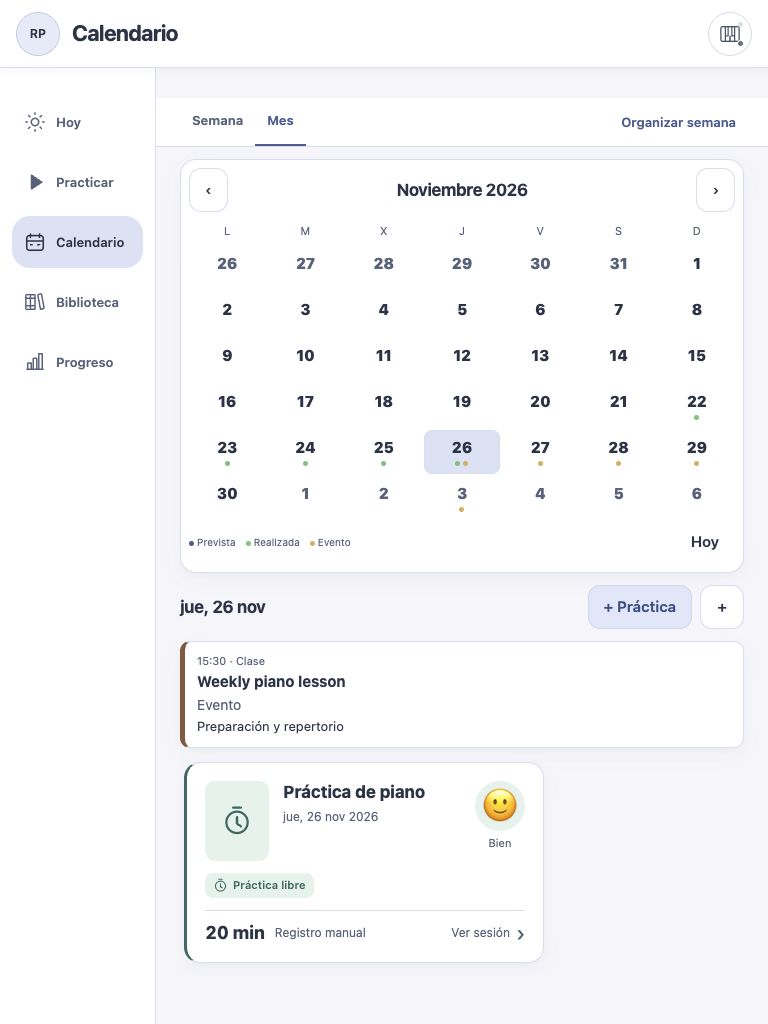 RP
Calendario
Hoy
Practicar
Calendario
Biblioteca
Progreso
Semana Mes Organizar semana
‹ Noviembre 2026 ›
L M X J V S D
26 27 28 29 30 31 1
2 3 4 5 6 7 8
9 10 11 12 13 14 15
16 17 18 19 20 21 22
23 24 25 26 27 28 29
30 1 2 3 4 5 6
Prevista Realizada Evento Hoy
jue, 26 nov + Práctica +
15:30 · Clase
Weekly piano lesson
Evento
Preparación y repertorio
Práctica de piano
jue, 26 nov 2026
Bien
Práctica libre
20 min Registro manual Ver sesión ›